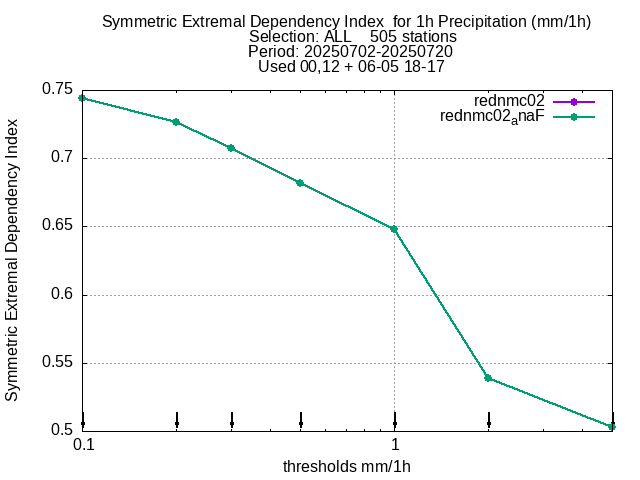 Symmetric Extremal Dependency Index  for 1h Precipitation (mm/1h)
Selection: ALL    505 stations
Period: 20250702-20250720
Used 00,12 + 06-05 18-17
rednmc02
rednmc02anaF
Symmetric Extremal Dependency Index
0.75
0.7
0.65
0.6
0.55
0.5
0.1
1
thresholds mm/1h